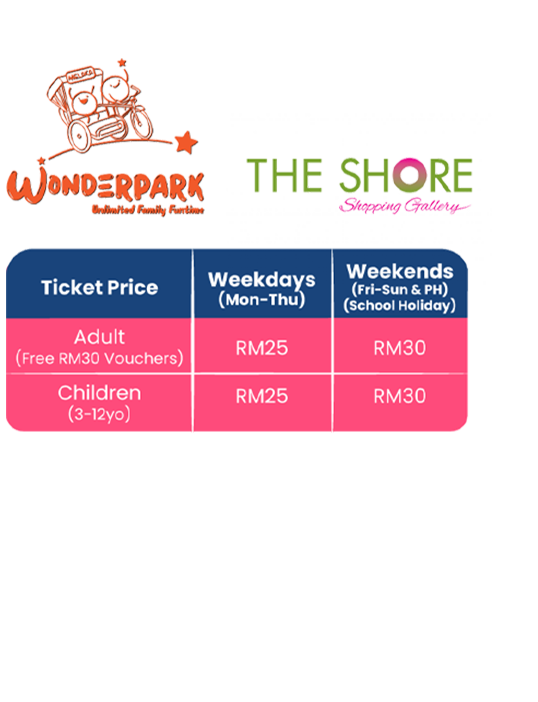 MELAKA
WONDERPARK
Unlimited Family Funtime
THE SHORE
Shopping Gallery
Ticket Price
Weekdays
(Mon-Thu)
Weekends
(Fri-Sun & PH)
(School Holiday)
Adult
(Free RM30 Vouchers)
RM25
RM30
Children
(3-12yo)
RM25
RM30